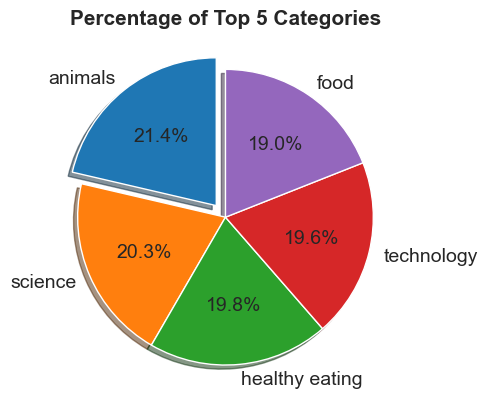 Percentage of Top 5 Categories
animals
21.4%
food
19.0%
science
20.3%
technology
19.6%
healthy eating
19.8%